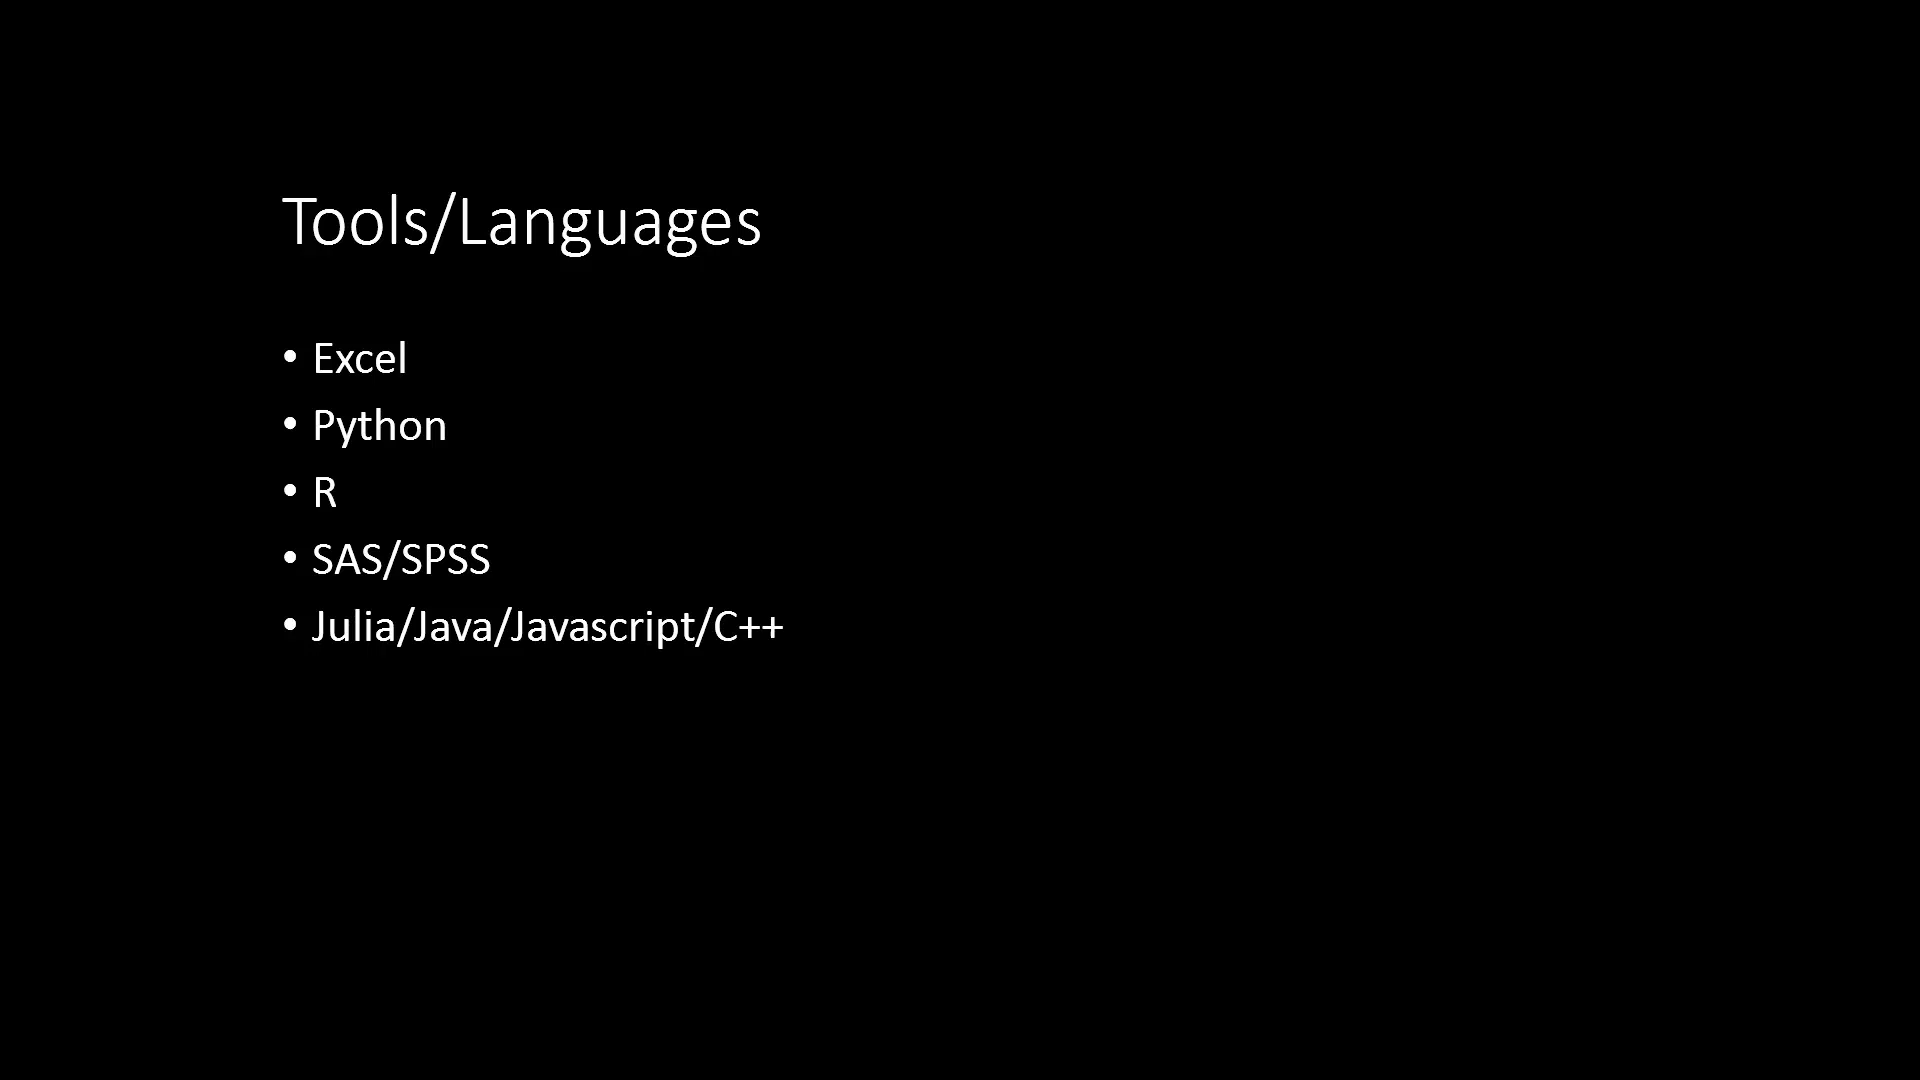 Tools/Languages
• Excel
• Python
• R
• SAS/SPSS
• Julia/Java/Javascript/C++